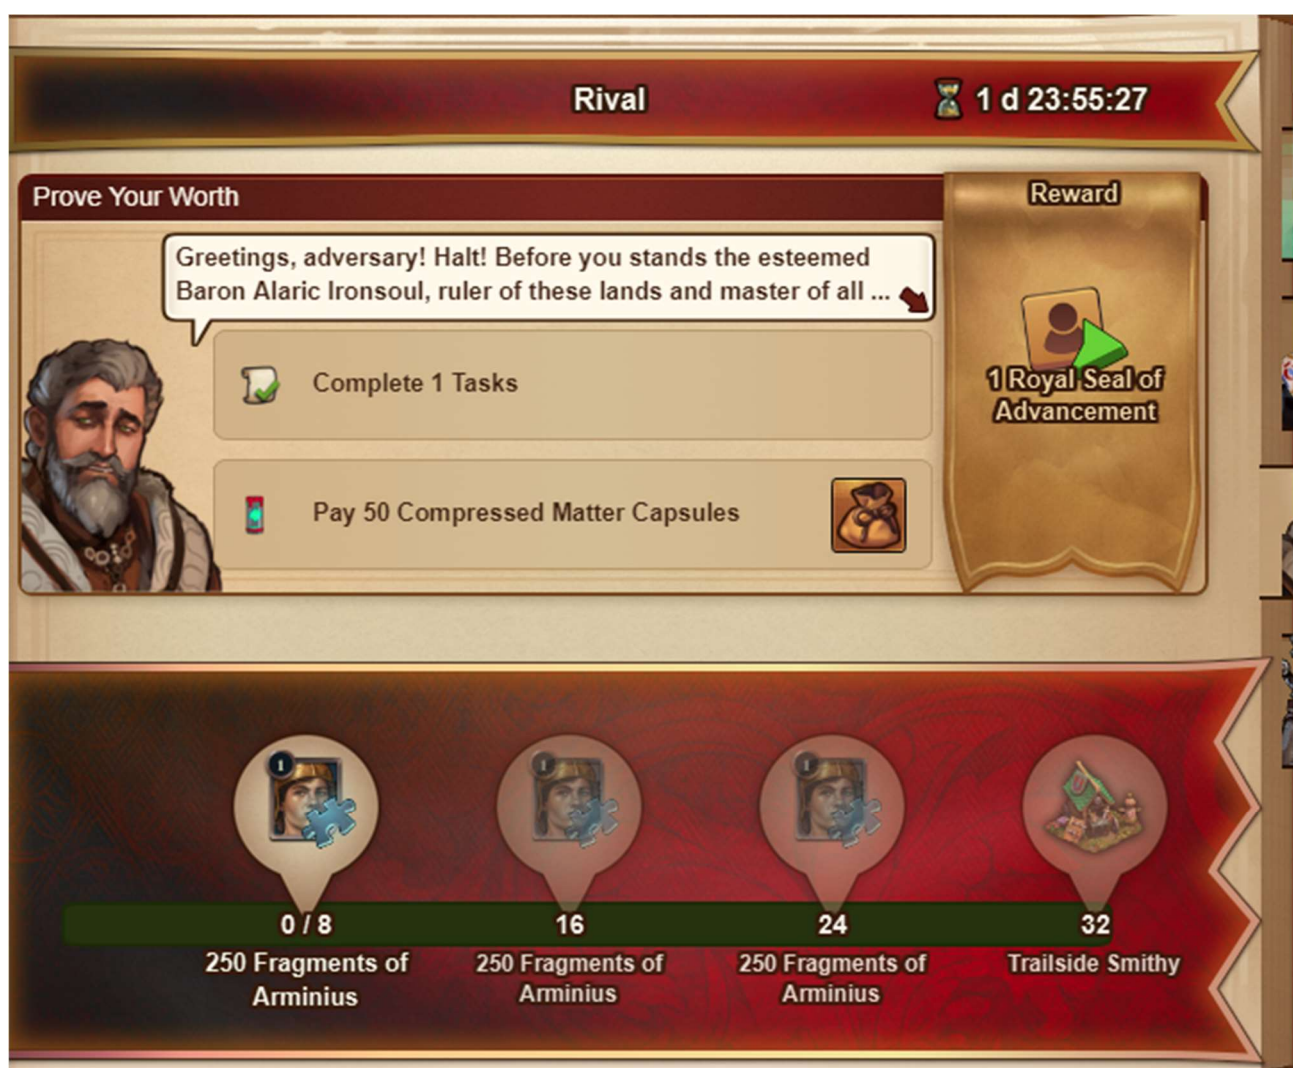 Rival
1 d 23:55:27
Prove Your Worth
Reward
Greetings, adversary! Halt! Before you stands the esteemed
Baron Alaric Ironsoul, ruler of these lands and master of all ...
Complete 1 Tasks
1 Royal Seal of
Advancement
Pay 50 Compressed Matter Capsules
1
1
1
0 / 8
16
24
32
250 Fragments of
Arminius
250 Fragments of
Arminius
250 Fragments of
Arminius
Trailside Smithy